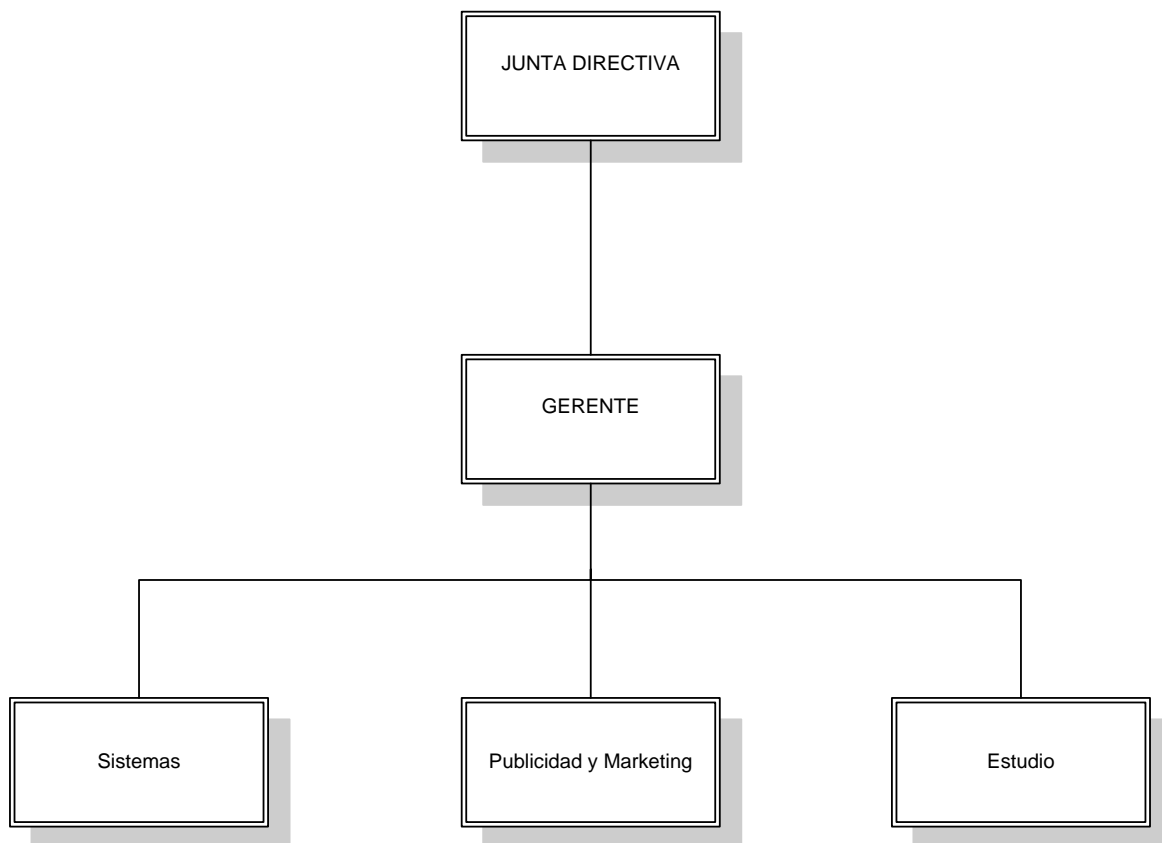 JUNTA DIRECTIVA
GERENTE
Sistemas
Publicidad y Marketing
Estudio